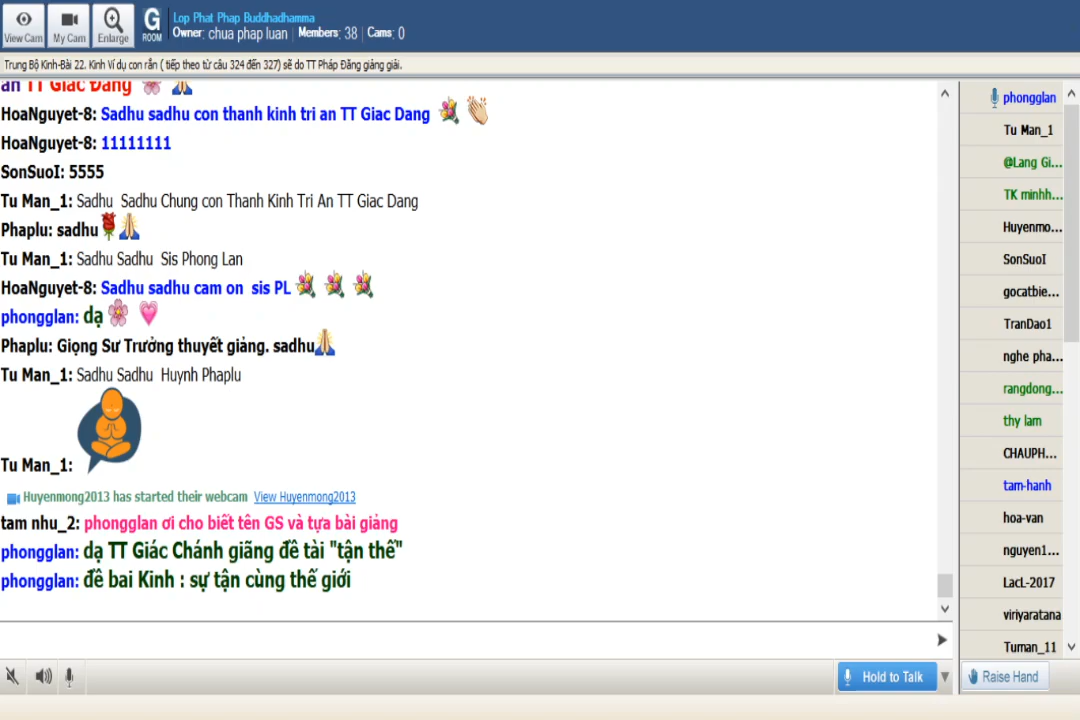 View Cam
My Cam
Enlarge
G
ROOM
Lop Phat Phap Buddhadhamma
Owner: chua phap luan | Members: 38 | Cams: 0
Trung Bộ Kinh-Bài 22. Kinh Ví dụ con rắn ( tiếp theo từ câu 324 đến 327) sẽ do TT Pháp Đăng giảng giải.
ân TT Giác Đang
HoaNguyet-8: Sadhu sadhu con thanh kinh tri an TT Giac Dang
HoaNguyet-8: 11111111
SonSuoI: 5555
Tu Man_1: Sadhu Sadhu Chung con Thanh Kinh Tri An TT Giac Dang
Phaplu: sadhu
Tu Man_1: Sadhu Sadhu Sis Phong Lan
HoaNguyet-8: Sadhu sadhu cam on sis PL
phongglan: dạ
Phaplu: Giọng Sư Trưởng thuyết giảng. sadhu
Tu Man_1: Sadhu Sadhu Huynh Phaplu
Tu Man_1:
Huyenmong2013 has started their webcam View Huyenmong2013
tam nhu_2: phongglan ơi cho biết tên GS và tựa bài giảng
phongglan: dạ TT Giác Chánh giãng đề tài "tận thế"
phongglan: đề bai Kinh : sự tận cùng thế giới
phongglan
Tu Man_1
@Lang Gi...
TK minhh...
Huyenmo...
SonSuoI
gocatbie...
TranDao1
nghe pha...
rangdong...
thy lam
CHAUPH...
tam-hanh
hoa-van
nguyen1...
LacL-2017
viriyaratana
Tuman_11
Hold to Talk
Raise Hand